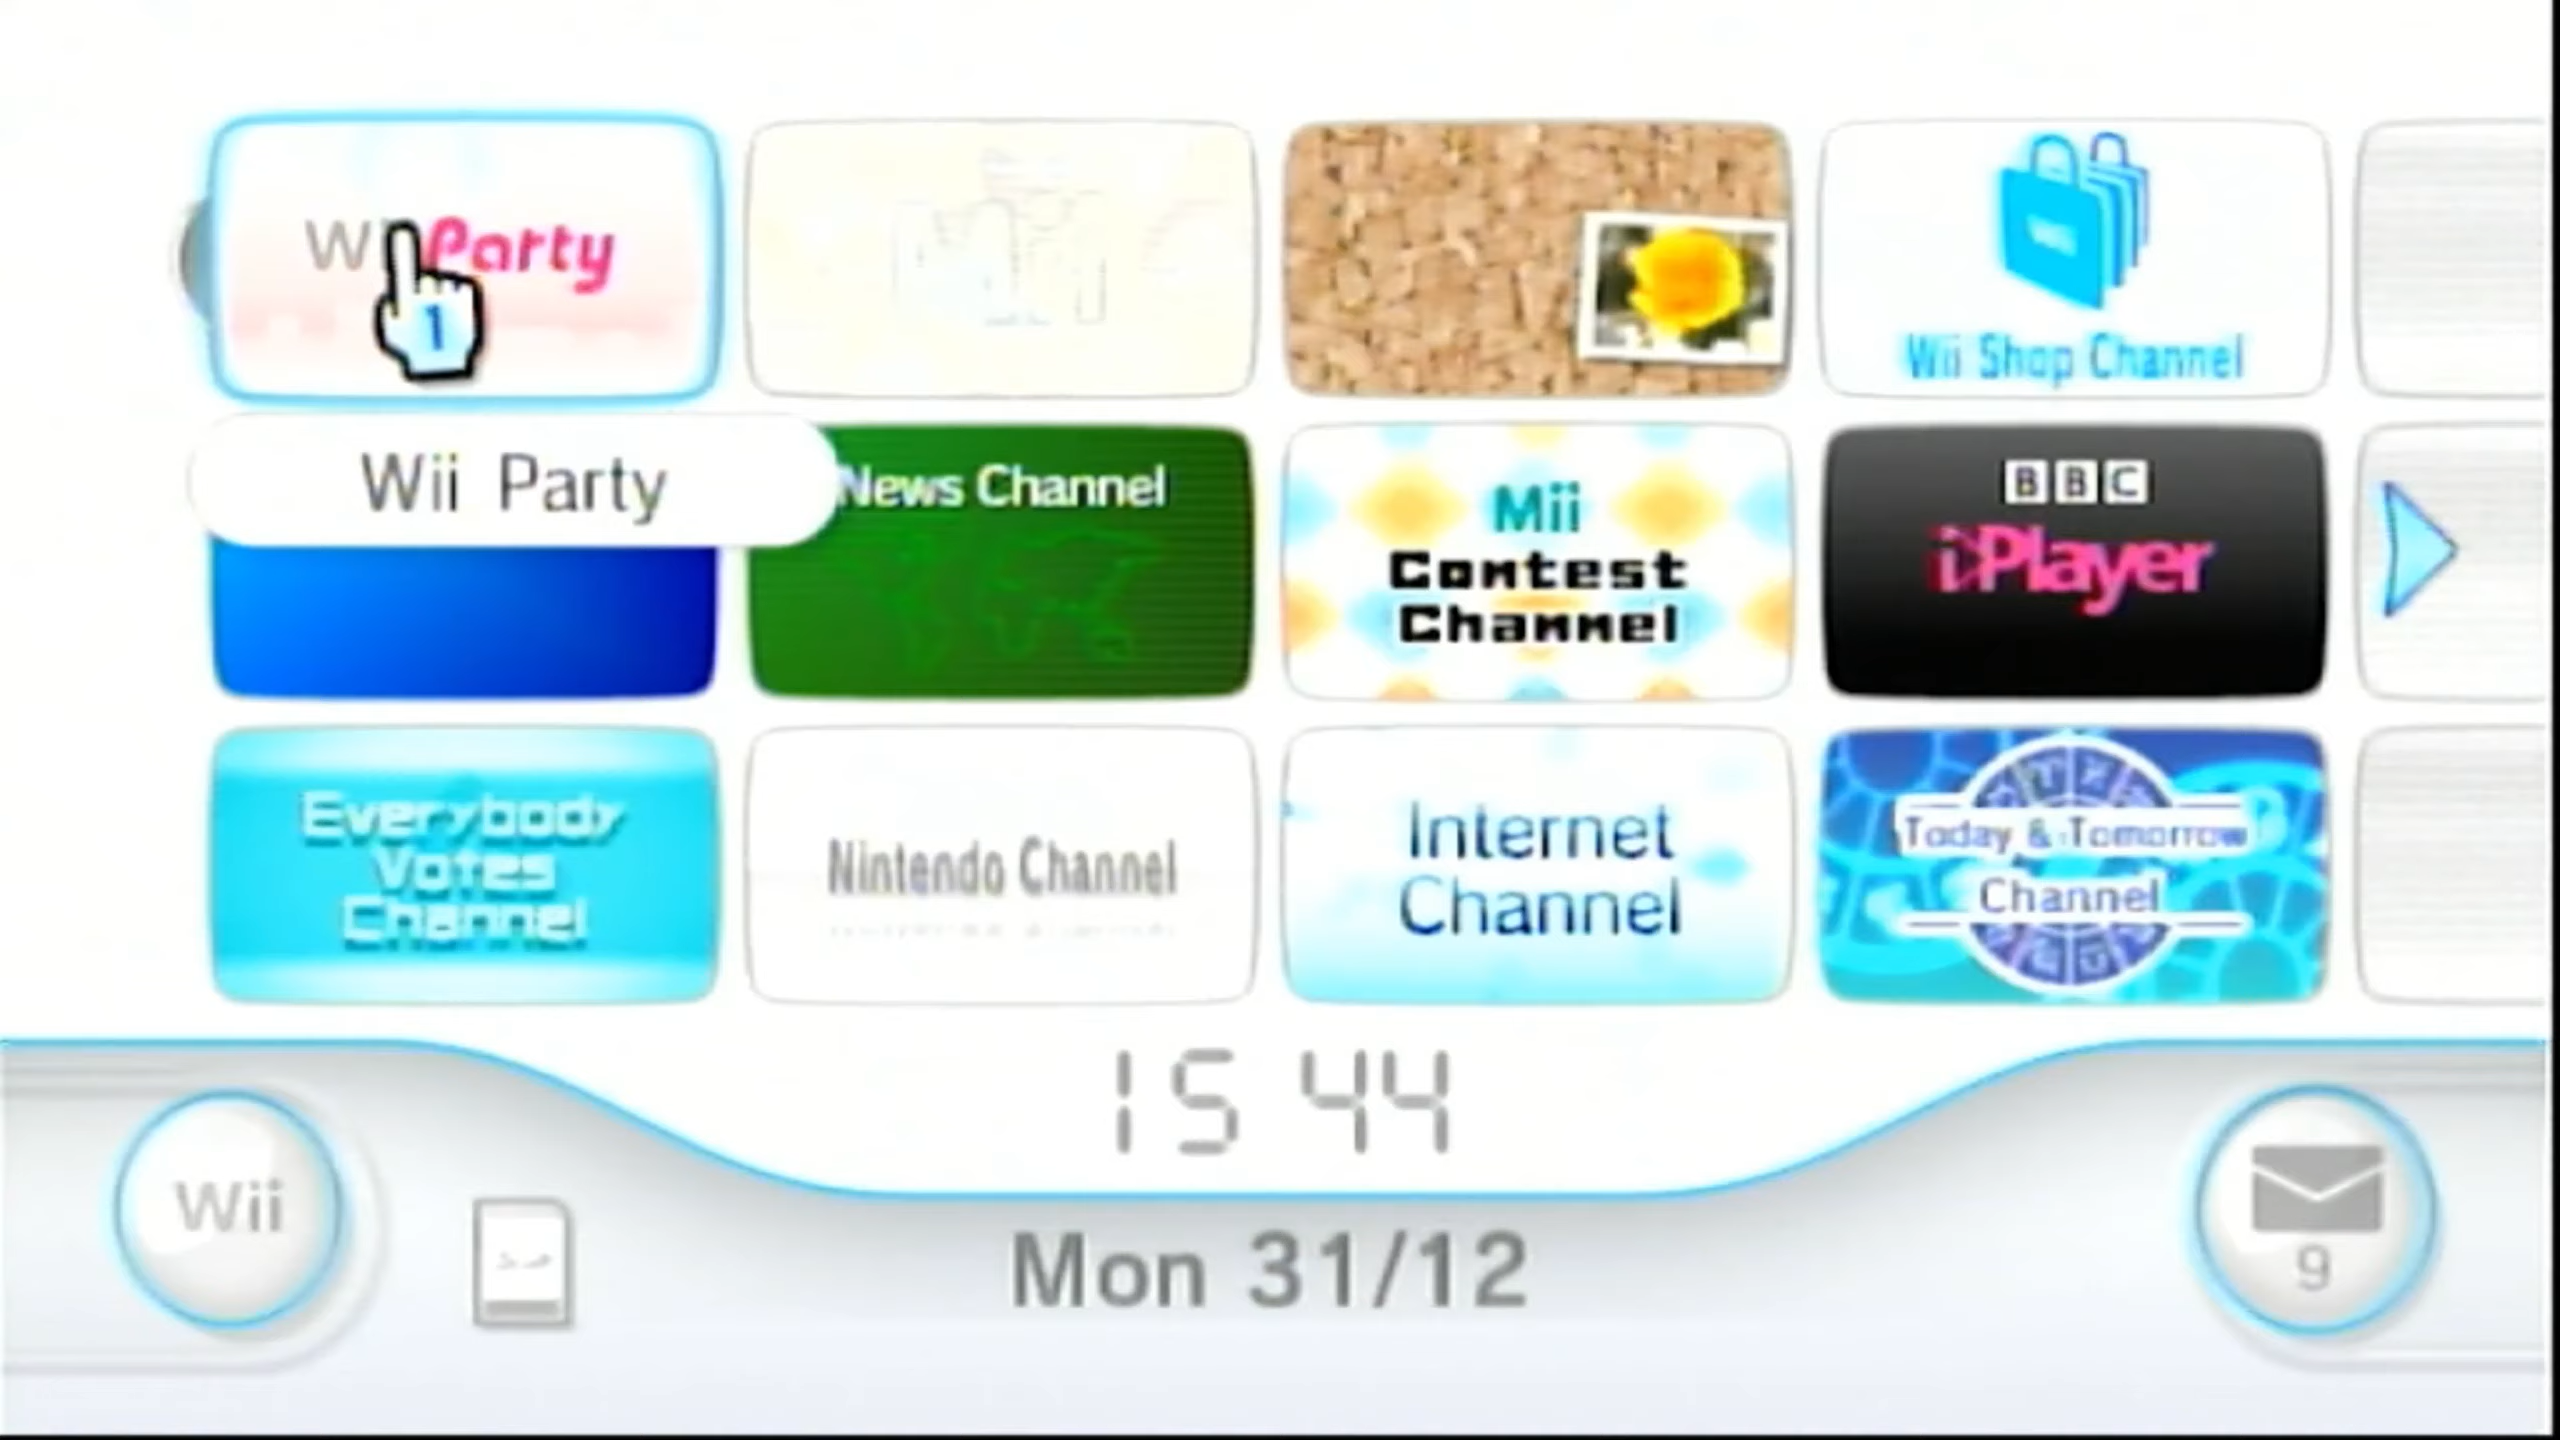 Wii Party
1
Wii
Wii Shop Channel
Wii Party
News Channel
Mii
Contest
Channel
BBC
iPlayer
Everybody
Votes
Channel
Nintendo Channel
Internet
Channel
Today & Tomorrow
Channel
15 44
Wii
Mon 31/12
9